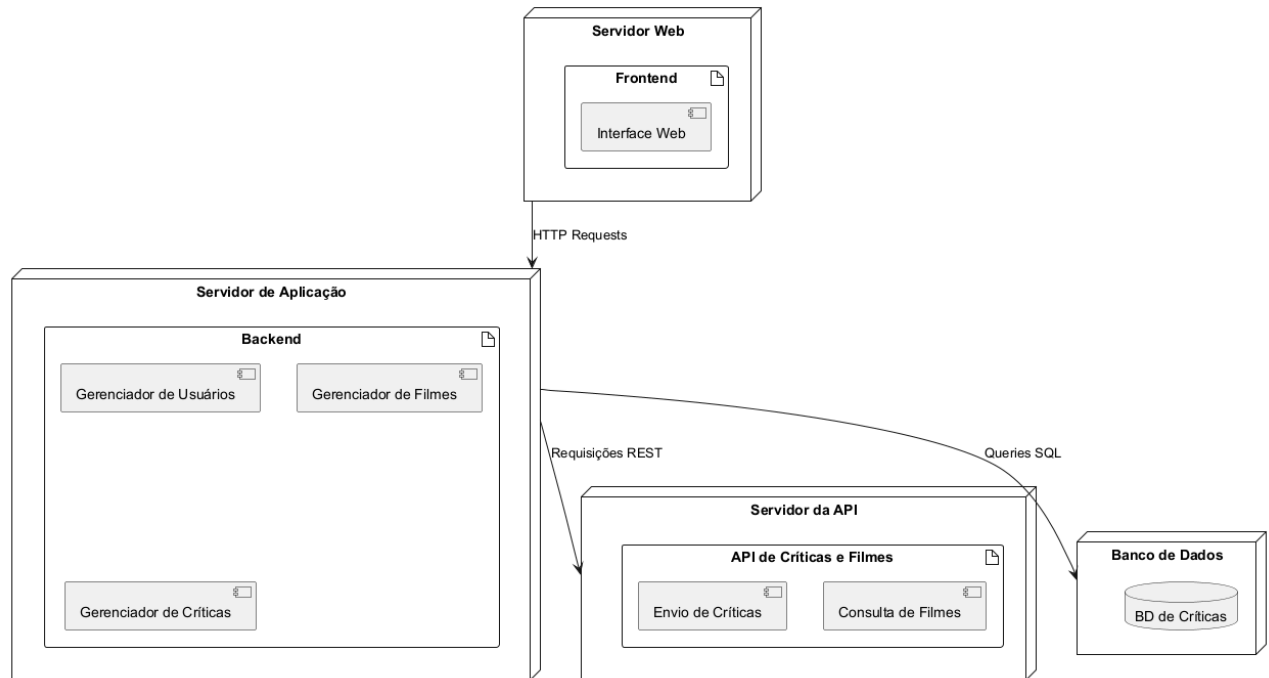 Servidor Web
Frontend
Interface Web
HTTP Requests
Servidor de Aplicação
Backend
Gerenciador de Usuários
Gerenciador de Filmes
Gerenciador de Críticas
Requisições REST
Queries SQL
Servidor da API
API de Críticas e Filmes
Envio de Críticas
Consulta de Filmes
Banco de Dados
BD de Críticas